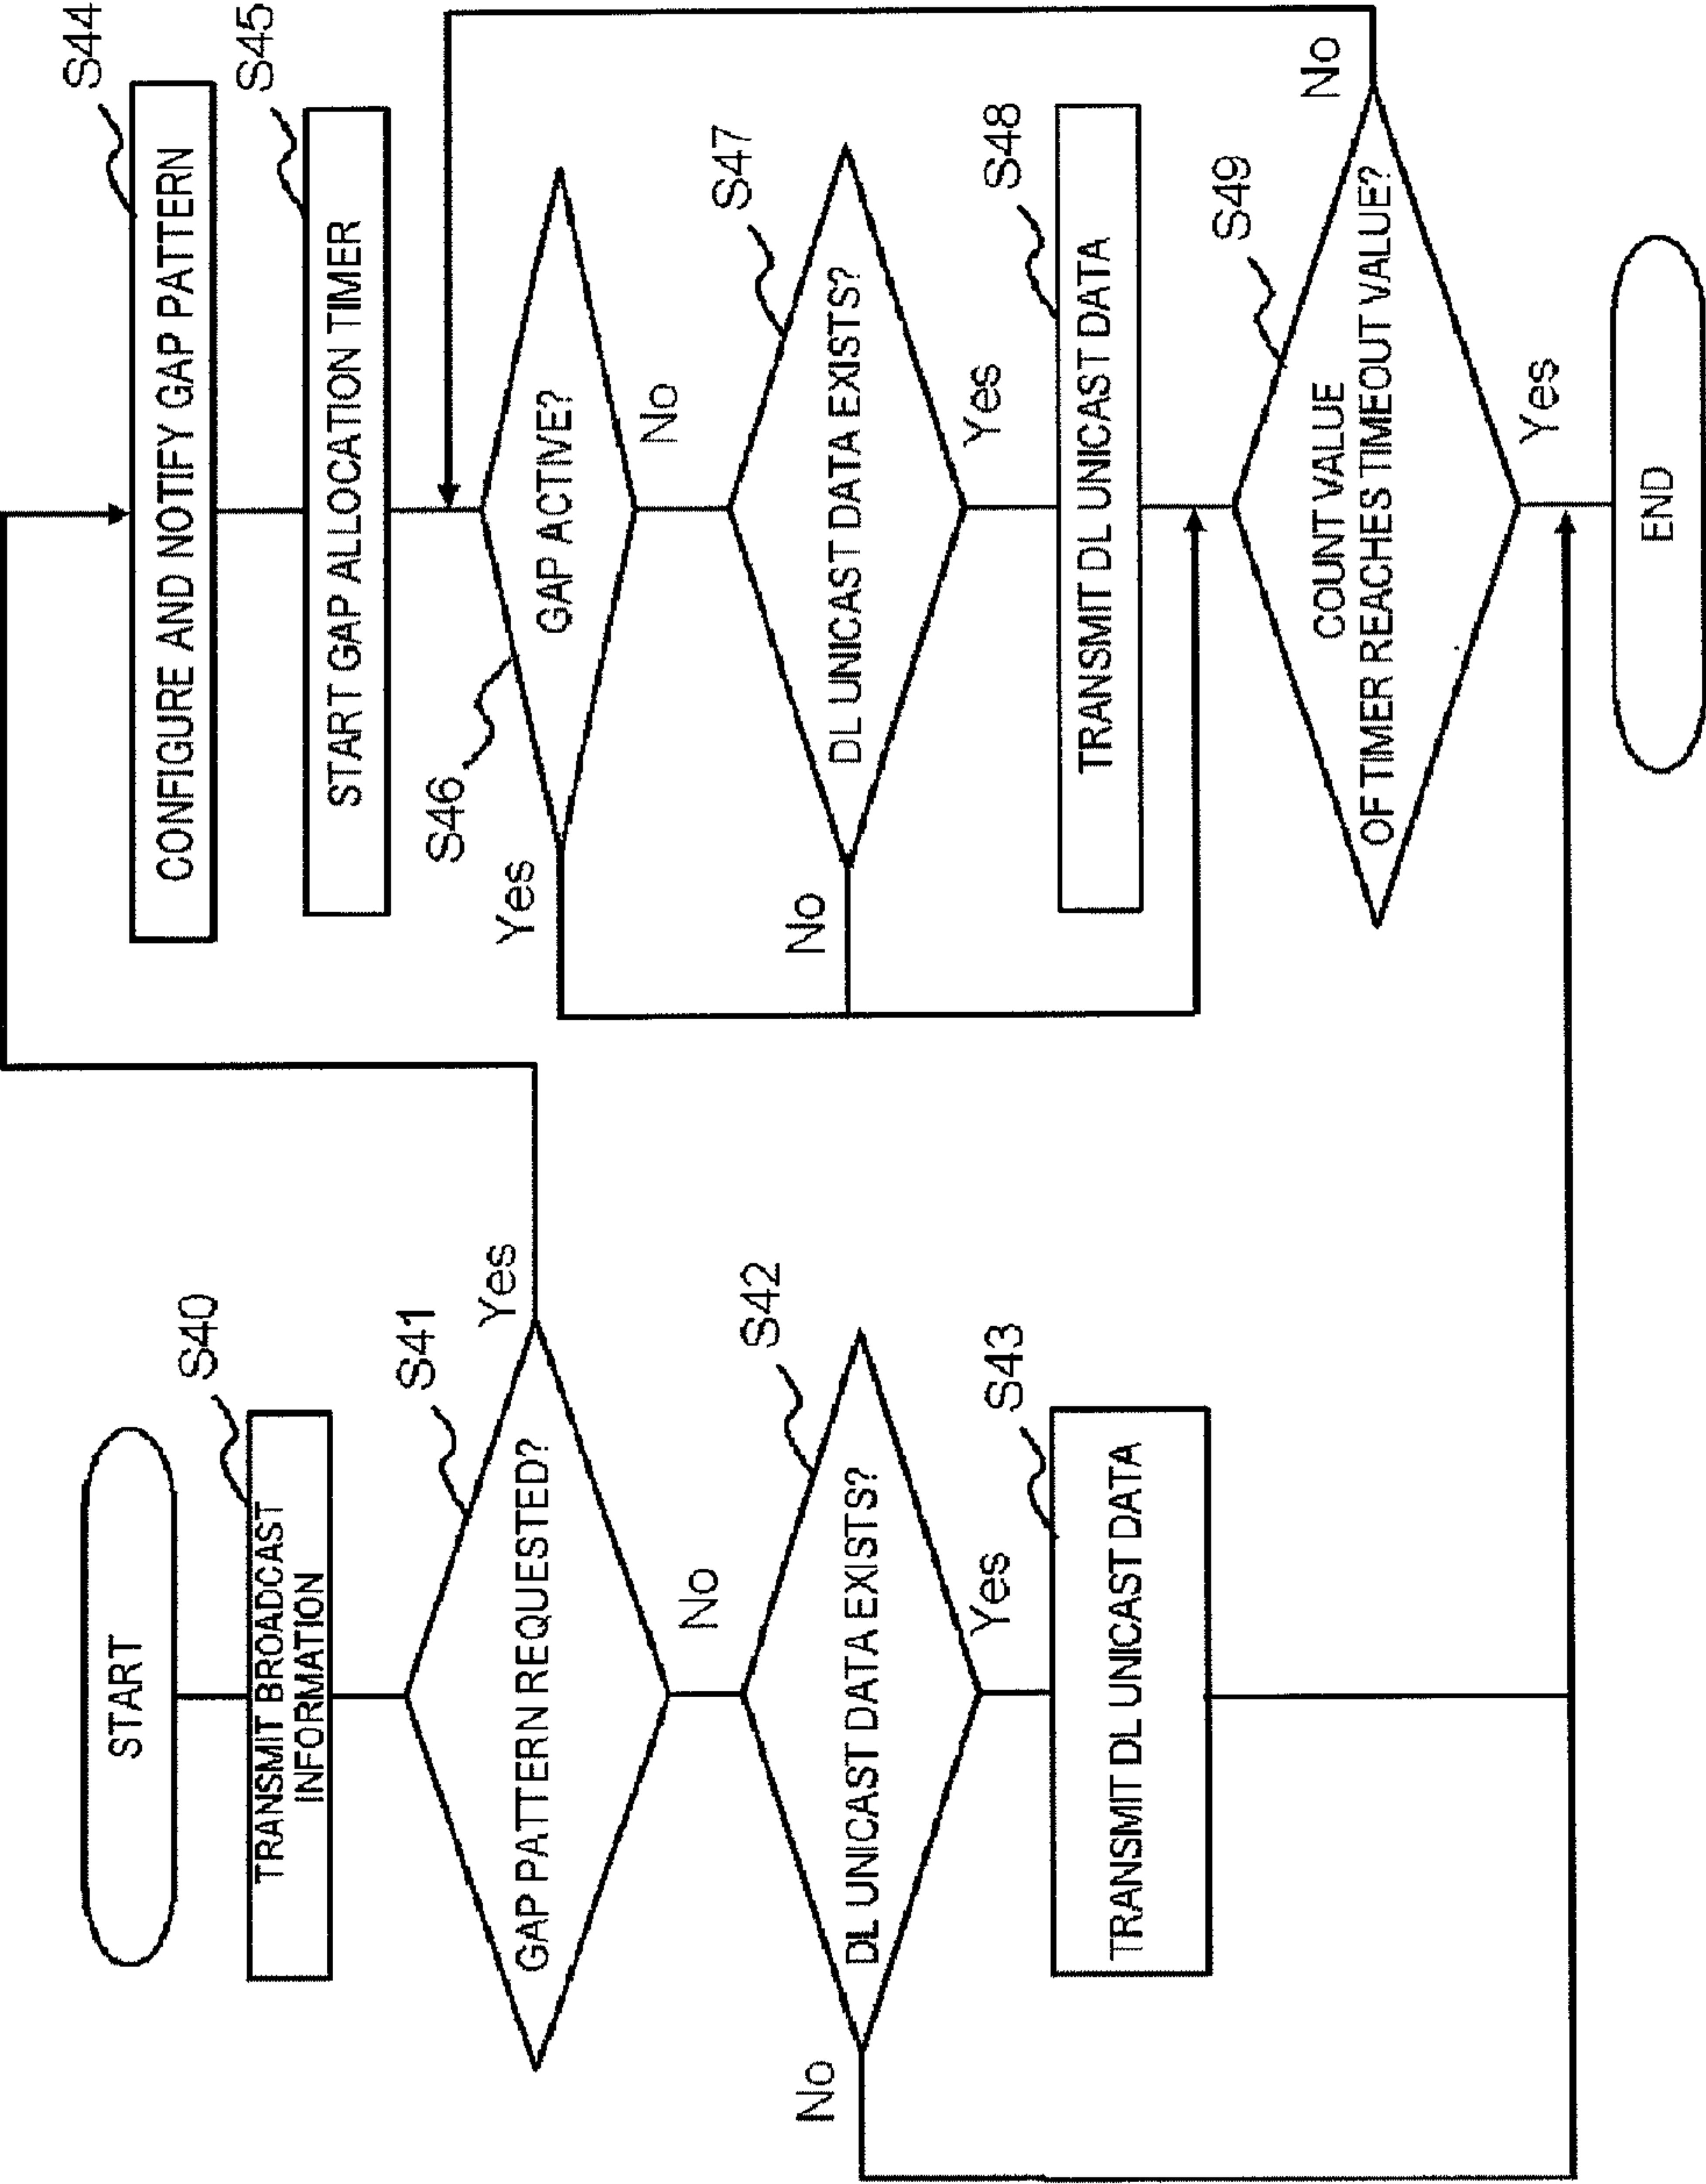 START
S40
TRANSMIT BROADCAST
INFORMATION
S41
GAP PATTERN REQUESTED?
Yes
No
S42
DL UNICAST DATA EXISTS?
No
Yes
S43
TRANSMIT DL UNICAST DATA
S44
CONFIGURE AND NOTIFY GAP PATTERN
S45
START GAP ALLOCATION TIMER
S46
GAP ACTIVE?
Yes
No
S47
DL UNICAST DATA EXISTS?
No
Yes
S48
TRANSMIT DL UNICAST DATA
S49
COUNT VALUE
OF TIMER REACHES TIMEOUT VALUE?
No
Yes
END